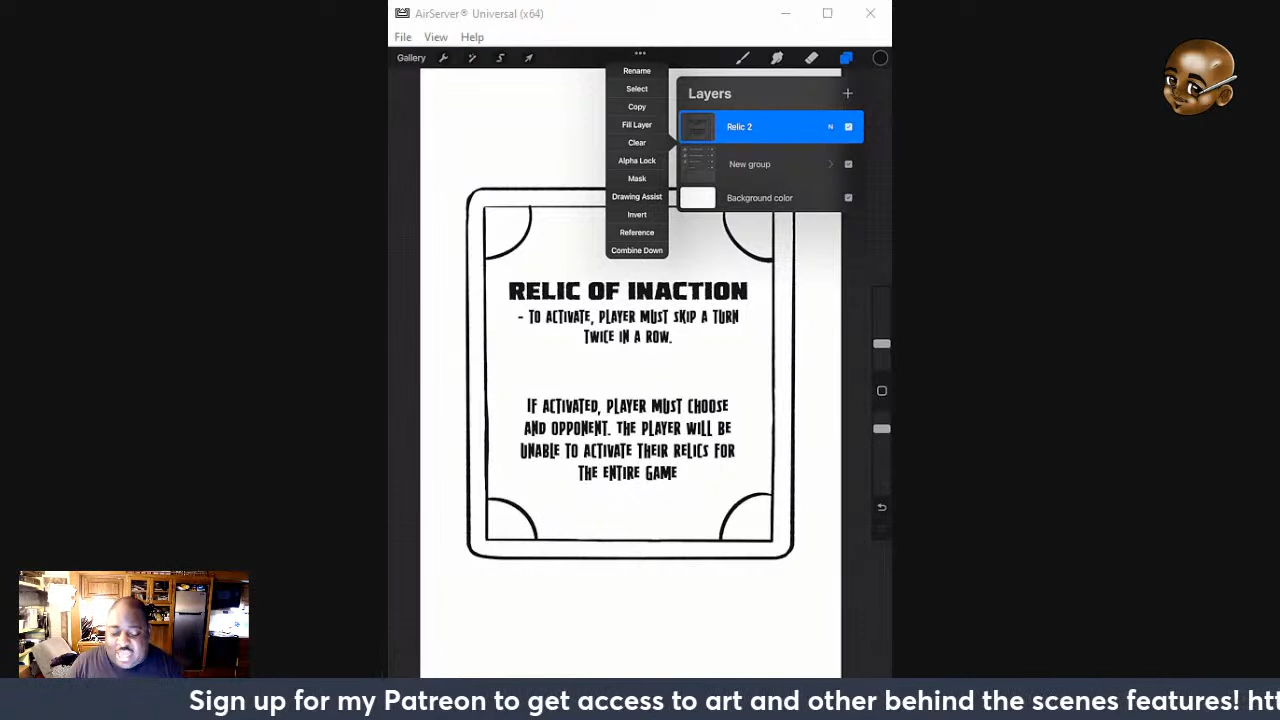 AirServer® Universal (x64)
File View Help
Gallery
Rename
Select
Copy
Fill Layer
Clear
Alpha Lock
Mask
Drawing Assist
Invert
Reference
Combine Down
Layers
Relic 2 N
New group
Background color
RELIC OF INACTION
- TO ACTIVATE, PLAYER MUST SKIP A TURN
TWICE IN A ROW.
IF ACTIVATED, PLAYER MUST CHOOSE
AND OPPONENT. THE PLAYER WILL BE
UNABLE TO ACTIVATE THEIR RELICS FOR
THE ENTIRE GAME
Sign up for my Patreon to get access to art and other behind the scenes features! htt